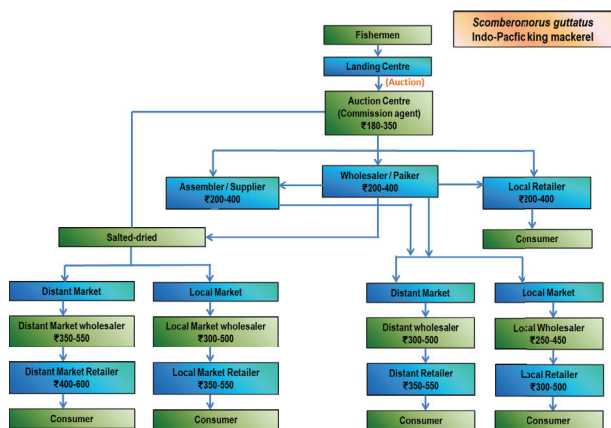 Scomberomorus guttatus
Indo-Pacfic king mackerel
Fishermen
Landing Centre
(Auction)
Auction Centre
(Commission agent)
₹180-350
Assembler / Supplier
₹200-400
Wholesaler / Paiker
₹200-400
Local Retailer
₹200-400
Salted-dried
Consumer
Distant Market
Local Market
Distant Market
Local Market
Distant Market wholesaler
₹350-550
Local Market wholesaler
₹300-500
Distant wholesaler
₹300-500
Local Wholesaler
₹250-450
Distant Market Retailer
₹400-600
Local Market Retailer
₹350-550
Distant Retailer
₹350-550
Local Retailer
₹300-500
Consumer
Consumer
Consumer
Consumer